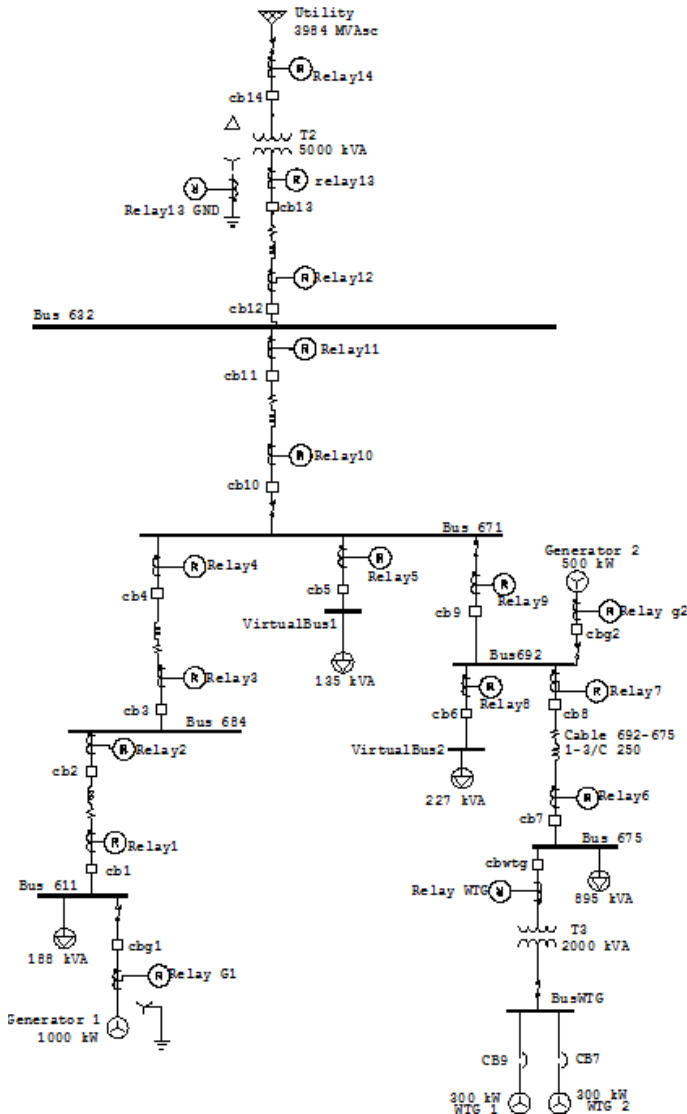 Utility
3984 MVAsc
R
Relay14
cb14
T2
5000 kVA
R
relay13
R
Relay13 GND
cb13
R
Relay12
cb12
Bus 632
R
Relay11
cb11
R
Relay10
cb10
Bus 671
R
Relay4
cb4
R
Relay5
cb5
VirtualBus1
135 kVA
R
Relay9
cb9
Generator 2
500 kW
R
Relay g2
cbg2
Bus692
R
Relay3
cb3
Bus 684
R
Relay8
cb6
VirtualBus2
227 kVA
R
Relay7
cb8
Cable 692-675
1-3/C 250
R
Relay6
cb7
Bus 675
R
Relay2
cb2
R
Relay1
cb1
Bus 611
188 kVA
cbg1
R
Relay G1
Generator 1
1000 kW
cbwtg
895 kVA
Relay WTG
R
T3
2000 kVA
BusWTG
CB9
CB7
300 kW
WTG 1
300 kW
WTG 2